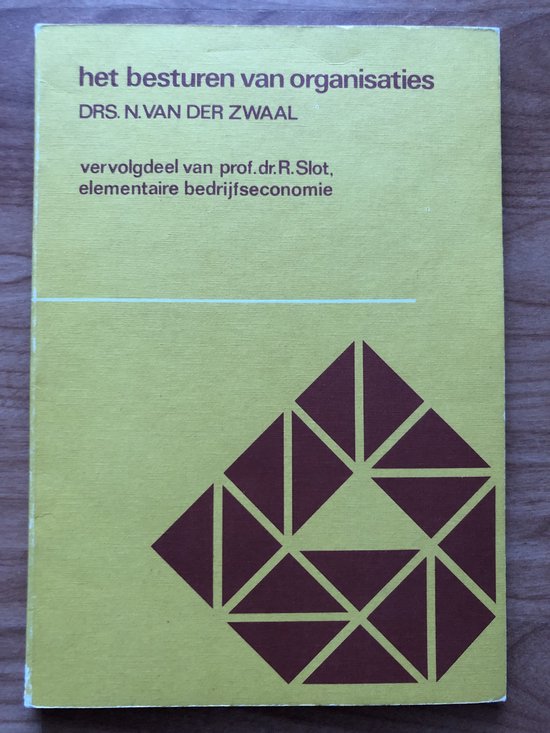 het besturen van organisaties
DRS. N. VAN DER ZWAAL
vervolgdeel van prof. dr. R. Slot,
elementaire bedrijfseconomie